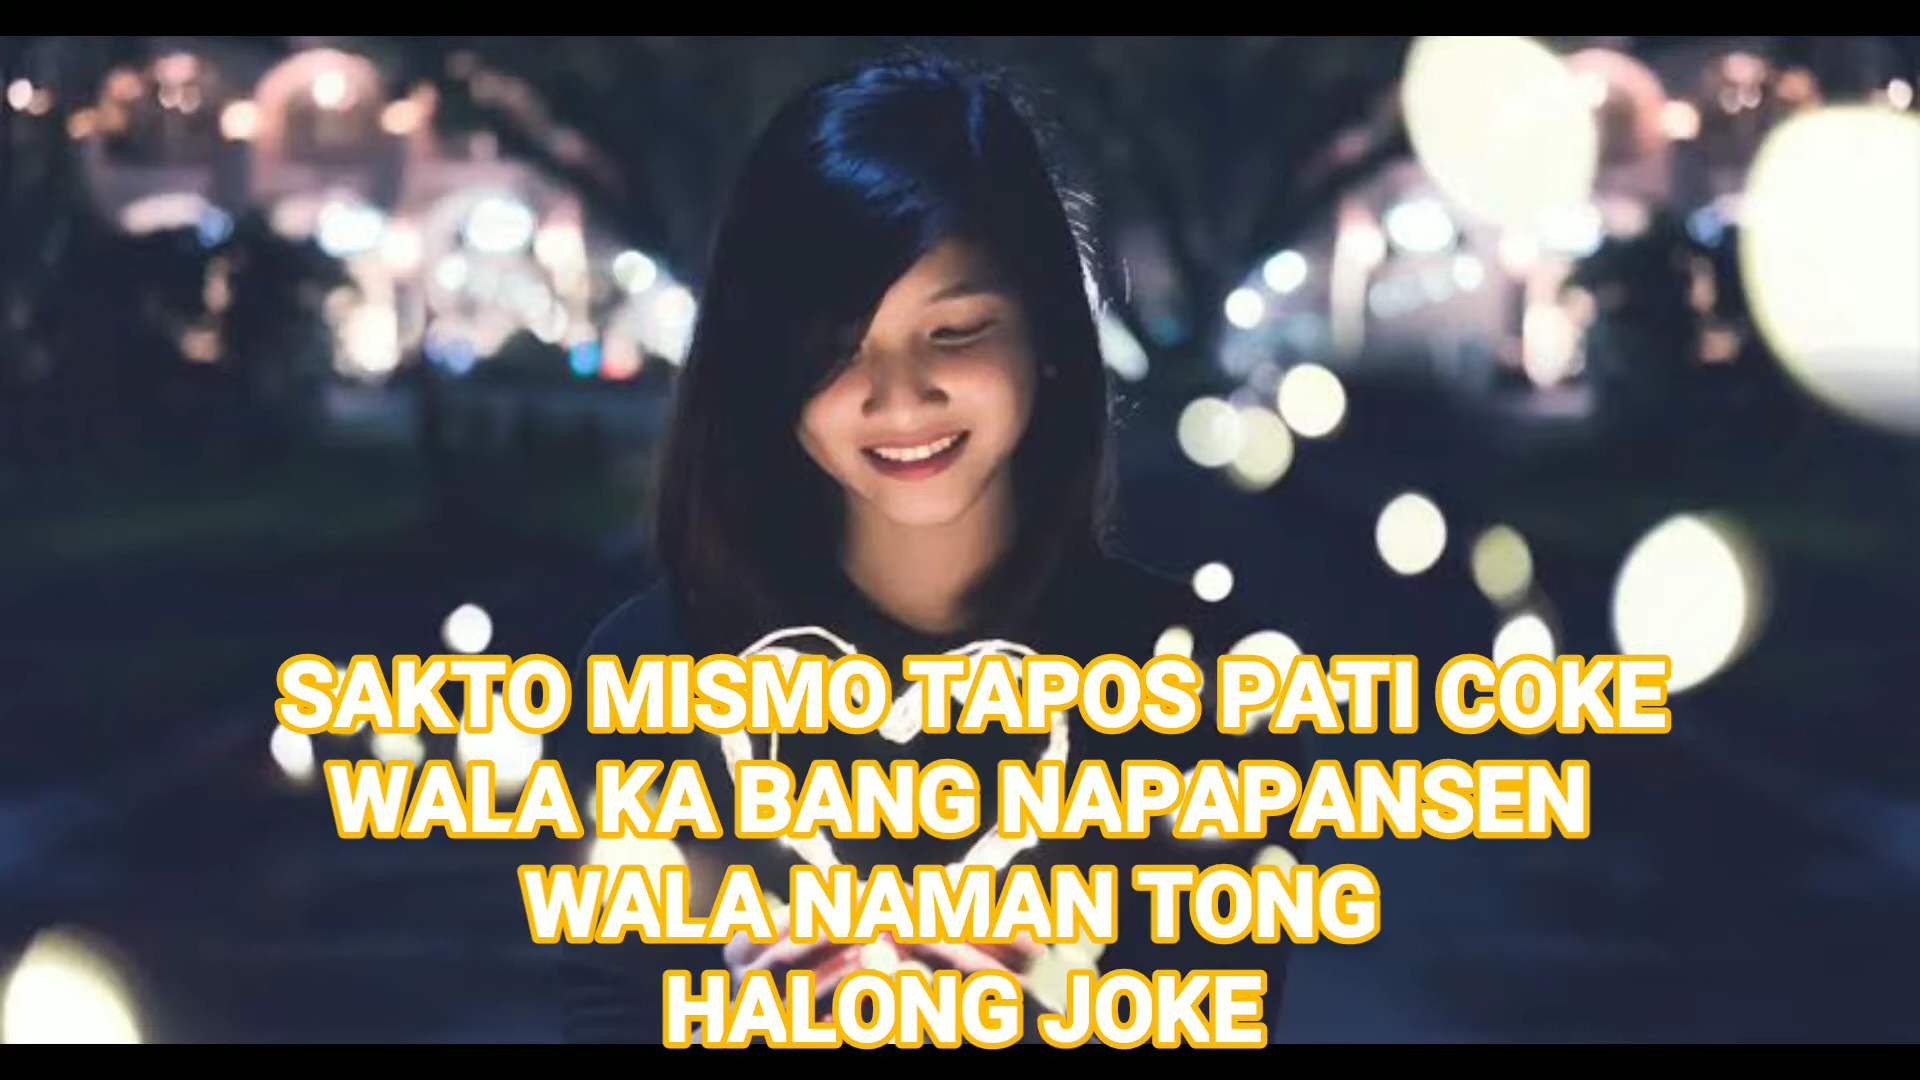 SAKTO MISMO TAPOS PATI COKE
WALA KA BANG NAPAPANSEN
WALA NAMAN TONG
HALONG JOKE